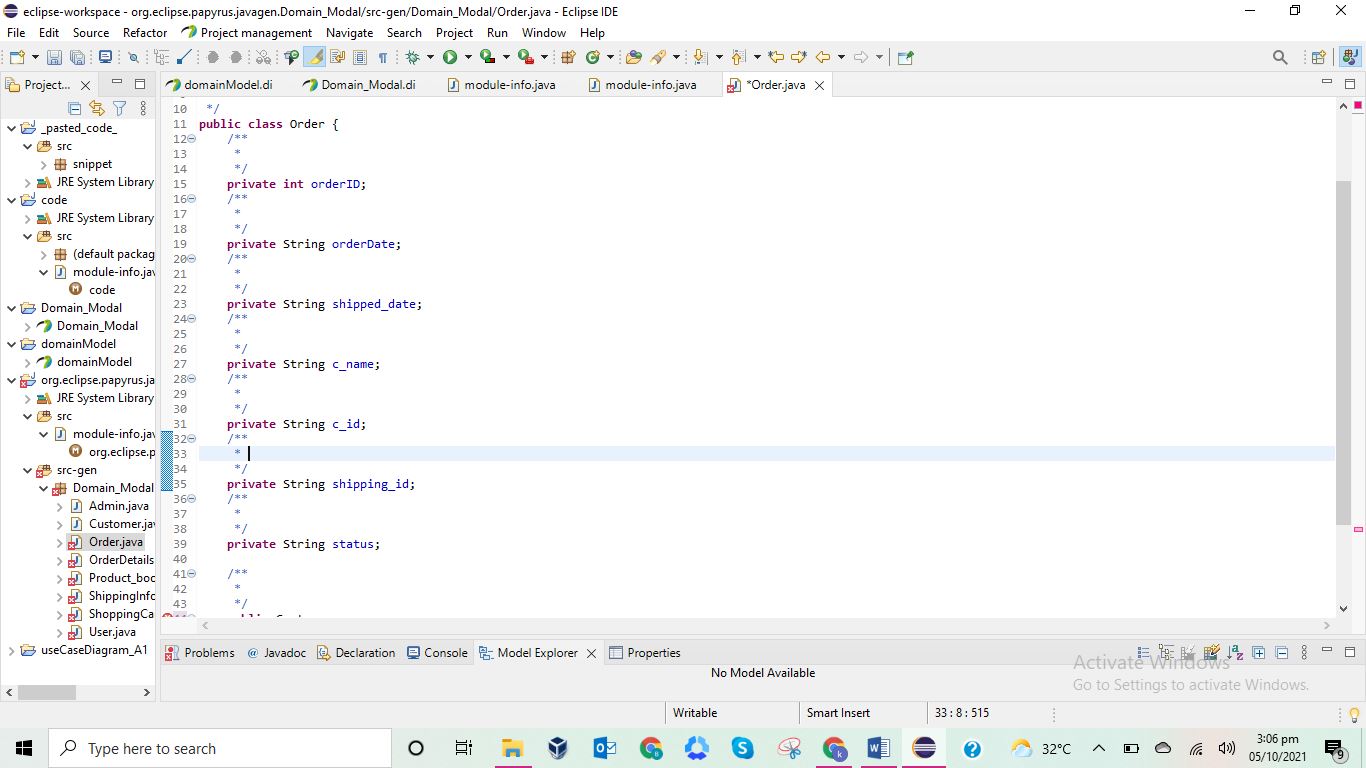 eclipse-workspace - org.eclipse.papyrus.javagen.Domain_Modal/src-gen/Domain_Modal/Order.java - Eclipse IDE
File Edit Source Refactor Project management Navigate Search Project Run Window Help
Project...
domainModel.di
Domain_Modal.di
module-info.java
module-info.java
*Order.java
_pasted_code_
src
snippet
JRE System Library
code
JRE System Library
src
(default packag
module-info.jav
code
Domain_Modal
Domain_Modal
domainModel
domainModel
org.eclipse.papyrus.ja
JRE System Library
src
module-info.jav
org.eclipse.p
src-gen
Domain_Modal
Admin.java
Customer.jav
Order.java
OrderDetails
Product_boo
ShippingInfo
ShoppingCa
User.java
useCaseDiagram_A1
10 */
11 public class Order {
12 /**
13 *
14 */
15 private int orderID;
16 /**
17 *
18 */
19 private String orderDate;
20 /**
21 *
22 */
23 private String shipped_date;
24 /**
25 *
26 */
27 private String c_name;
28 /**
29 *
30 */
31 private String c_id;
32 /**
33 *
34 */
35 private String shipping_id;
36 /**
37 *
38 */
39 private String status;
40
41 /**
42 *
43 */
Problems @ Javadoc Declaration Console Model Explorer Properties
No Model Available
Activate Windows
Go to Settings to activate Windows.
Writable Smart Insert 33 : 8 : 515
Type here to search
32°C
3:06 pm
05/10/2021
9